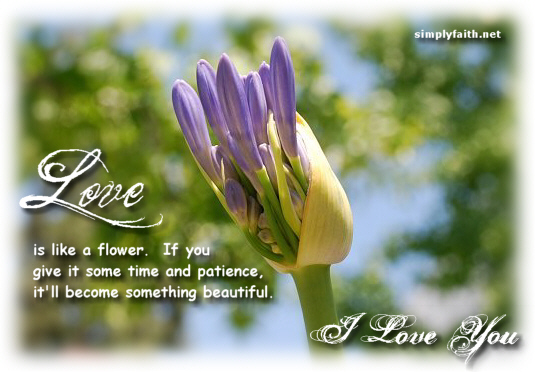 simplyfaith.net
Love
is like a flower.  If you
give it some time and patience,
it'll become something beautiful.
I Love You